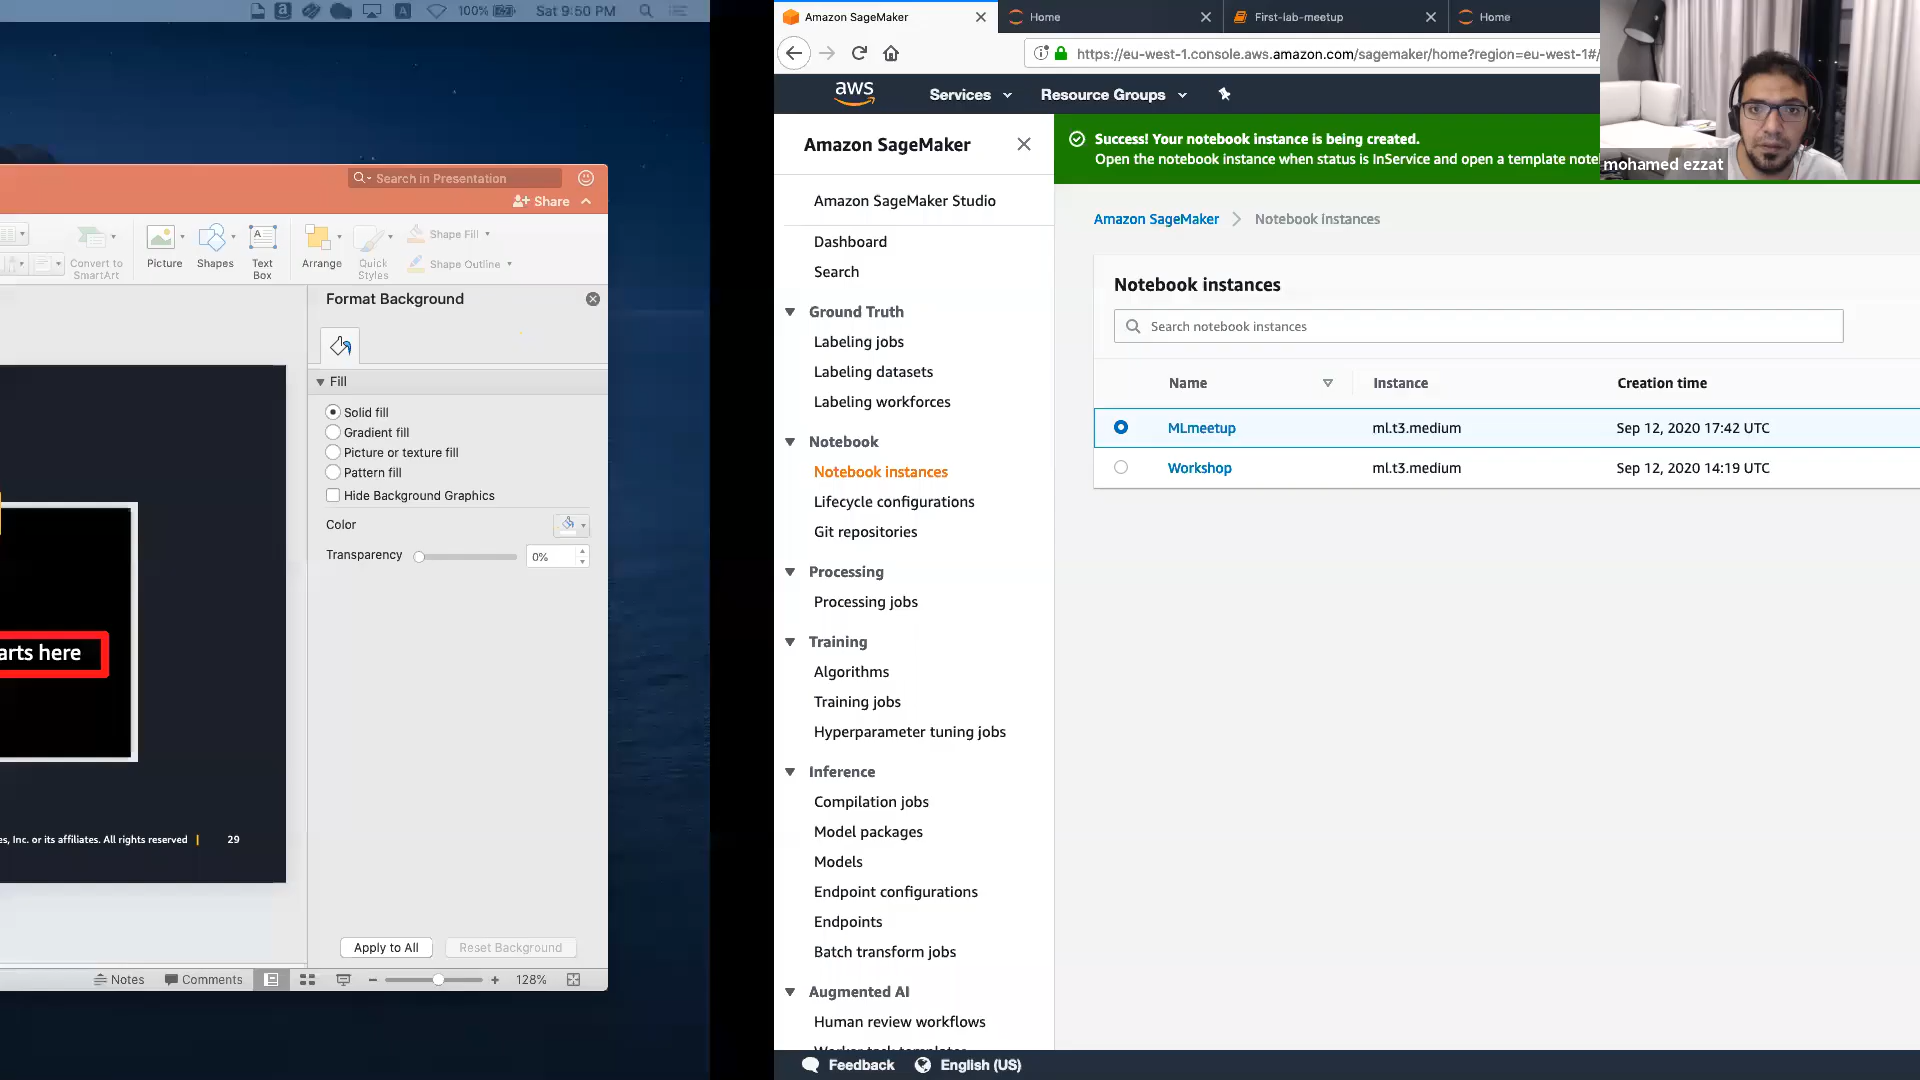 100%
Sat 9:50 PM
Search in Presentation
Share
Convert to
SmartArt
Picture
Shapes
Text
Box
Arrange
Quick
Styles
Shape Fill
Shape Outline
Format Background
Fill
Solid fill
Gradient fill
Picture or texture fill
Pattern fill
Hide Background Graphics
Color
Transparency
0%
arts here
es, Inc. or its affiliates. All rights reserved | 29
Apply to All
Reset Background
Notes
Comments
128%
Amazon SageMaker
Home
First-lab-meetup
Home
https://eu-west-1.console.aws.amazon.com/sagemaker/home?region=eu-west-1#/
aws
Services
Resource Groups
Amazon SageMaker
Success! Your notebook instance is being created.
Open the notebook instance when status is InService and open a template note
mohamed ezzat
Amazon SageMaker Studio
Dashboard
Search
Ground Truth
Labeling jobs
Labeling datasets
Labeling workforces
Notebook
Notebook instances
Lifecycle configurations
Git repositories
Processing
Processing jobs
Training
Algorithms
Training jobs
Hyperparameter tuning jobs
Inference
Compilation jobs
Model packages
Models
Endpoint configurations
Endpoints
Batch transform jobs
Augmented AI
Human review workflows
Amazon SageMaker > Notebook instances
Notebook instances
Search notebook instances
Name Instance Creation time
MLmeetup ml.t3.medium Sep 12, 2020 17:42 UTC
Workshop ml.t3.medium Sep 12, 2020 14:19 UTC
Feedback
English (US)